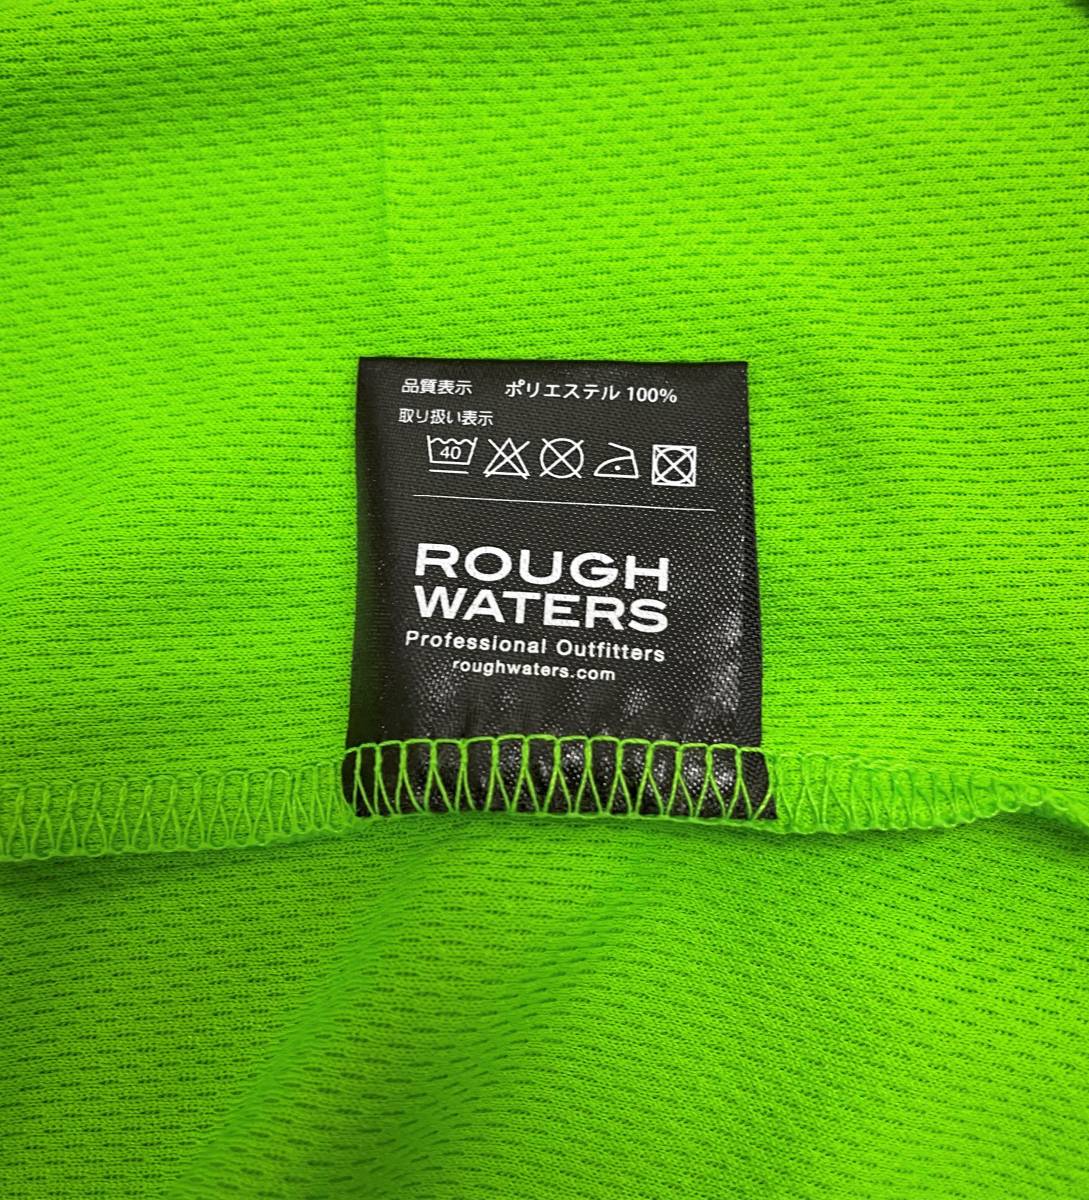 品質表示 ポリエステル 100%
取り扱い表示
40
ROUGH
WATERS
Professional Outfitters
roughwaters.com